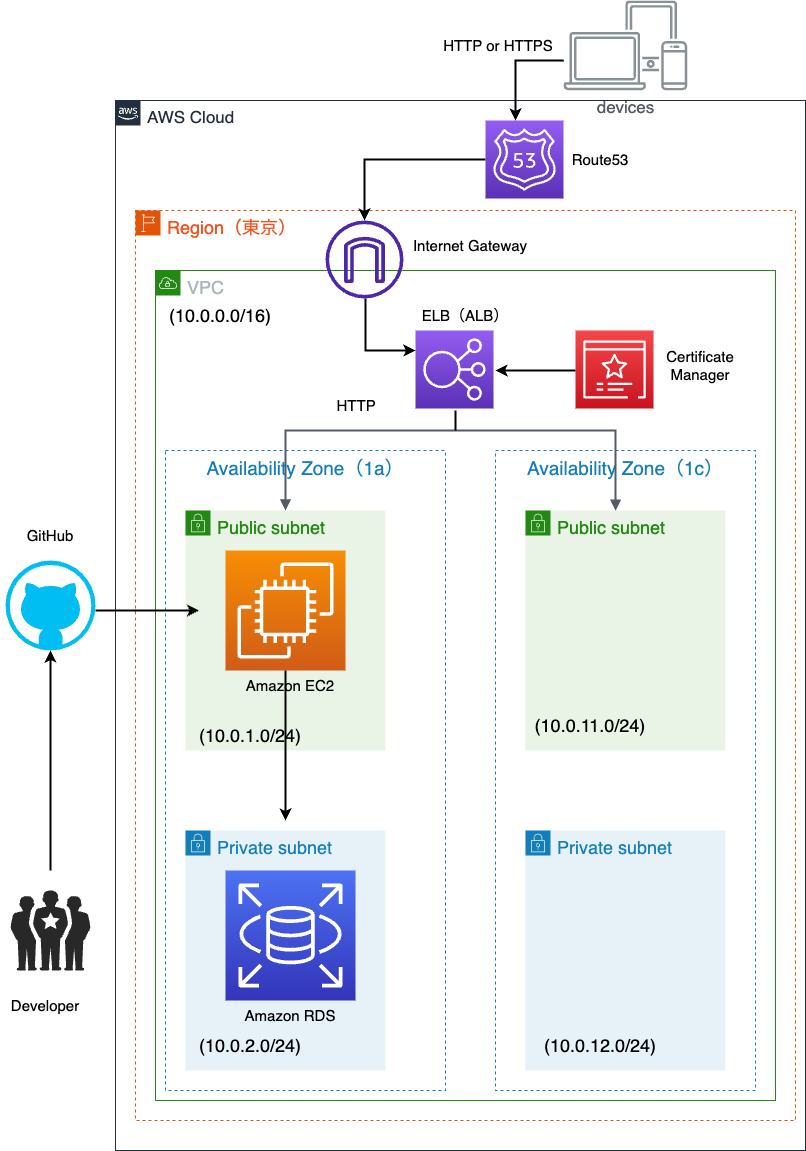 HTTP or HTTPS
devices
aws
AWS Cloud
53
Route53
Region（東京）
Internet Gateway
VPC
(10.0.0.0/16)
ELB（ALB）
Certificate
Manager
HTTP
Availability Zone（1a）
Availability Zone（1c）
Public subnet
Public subnet
GitHub
Amazon EC2
(10.0.1.0/24)
(10.0.11.0/24)
Private subnet
Private subnet
Developer
Amazon RDS
(10.0.2.0/24)
(10.0.12.0/24)